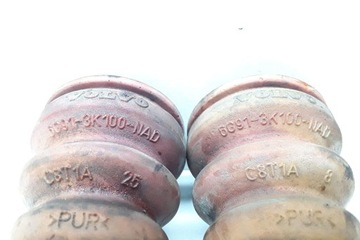 VOLVO
6G91-3K100-NAD
C8T1A 25
>PUR<
VOLVO
6G91-3K100-NAD
C8T1A 8
>PUR<